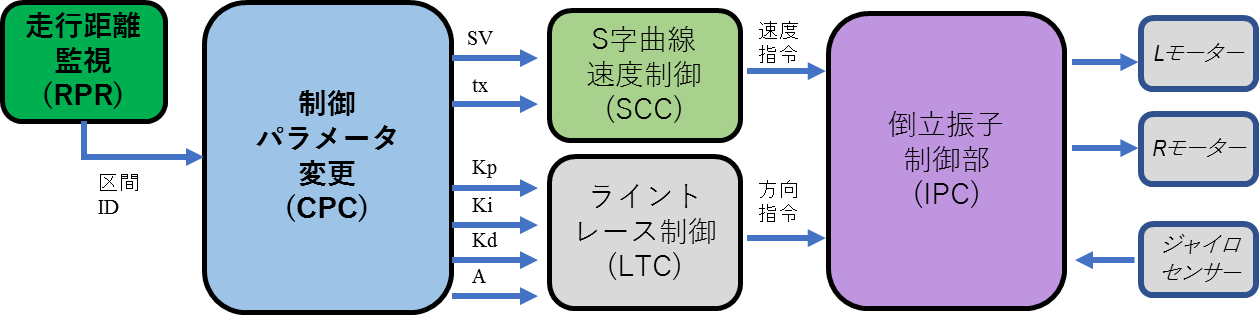 走行距離
監視
(RPR)
区間
ID
制御
パラメータ
変更
(CPC)
SV
tx
Kp
Ki
Kd
A
S字曲線
速度制御
(SCC)
ライント
レース制御
(LTC)
速度
指令
方向
指令
倒立振子
制御部
(IPC)
Lモーター
Rモーター
ジャイロ
センサー